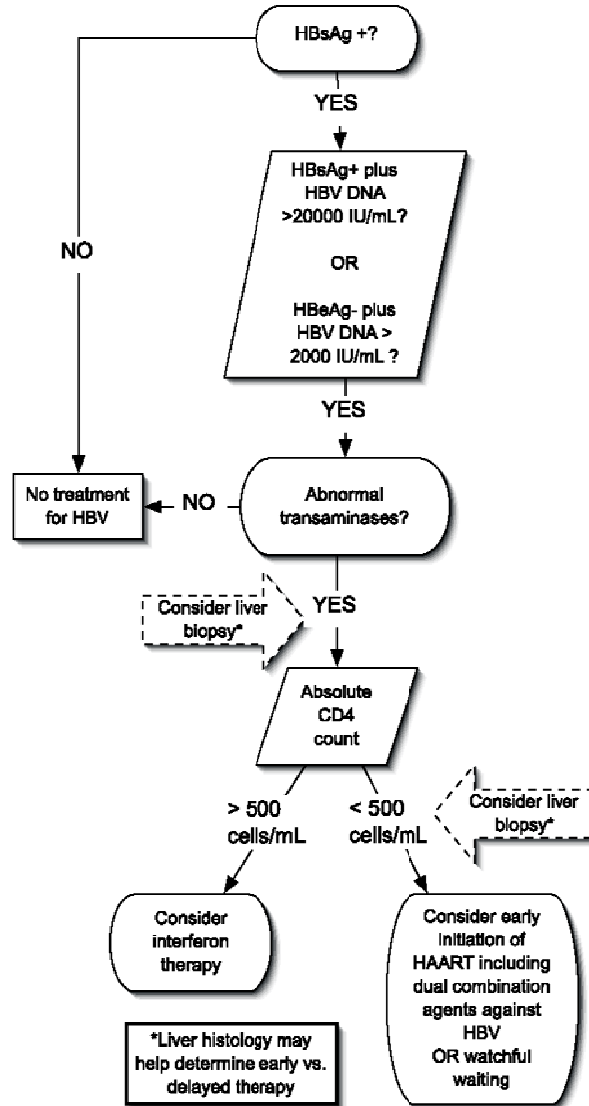 HBsAg +?
YES
HBsAg+ plus
HBV DNA
>20000 IU/mL?
OR
HBeAg- plus
HBV DNA >
2000 IU/mL ?
NO
YES
No treatment
for HBV
NO
Abnormal
transaminases?
Consider liver
biopsy*
YES
Absolute
CD4
count
> 500
cells/mL
< 500
cells/mL
Consider liver
biopsy*
Consider
interferon
therapy
Consider early
initiation of
HAART including
dual combination
agents against
HBV
OR watchful
waiting
*Liver histology may
help determine early vs.
delayed therapy